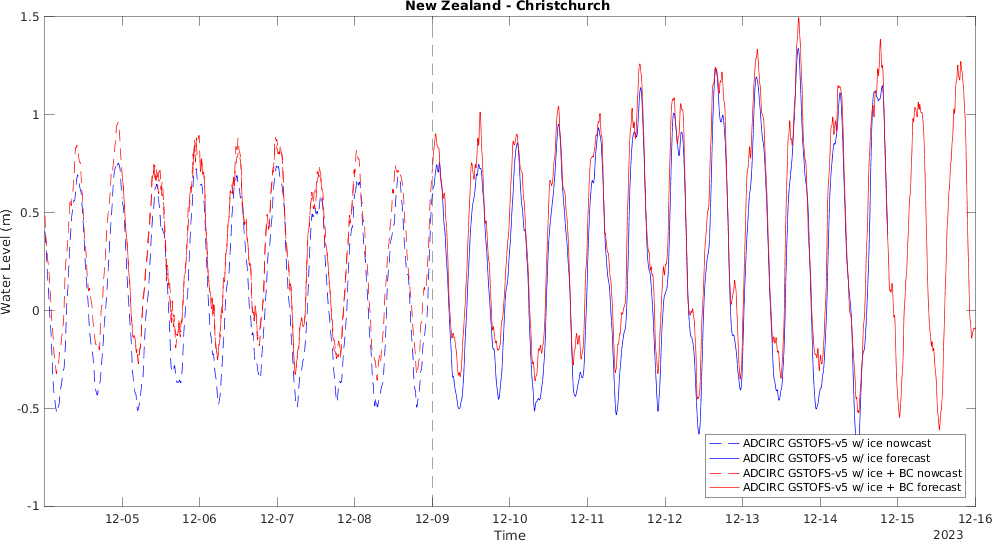 New Zealand - Christchurch
1.5
1
0.5
0
-0.5
-1
Water Level (m)
ADCIRC GSTOFS-v5 w/ ice nowcast
ADCIRC GSTOFS-v5 w/ ice forecast
ADCIRC GSTOFS-v5 w/ ice + BC nowcast
ADCIRC GSTOFS-v5 w/ ice + BC forecast
12-05 12-06 12-07 12-08 12-09 12-10 12-11 12-12 12-13 12-14 12-15 12-16
Time
2023